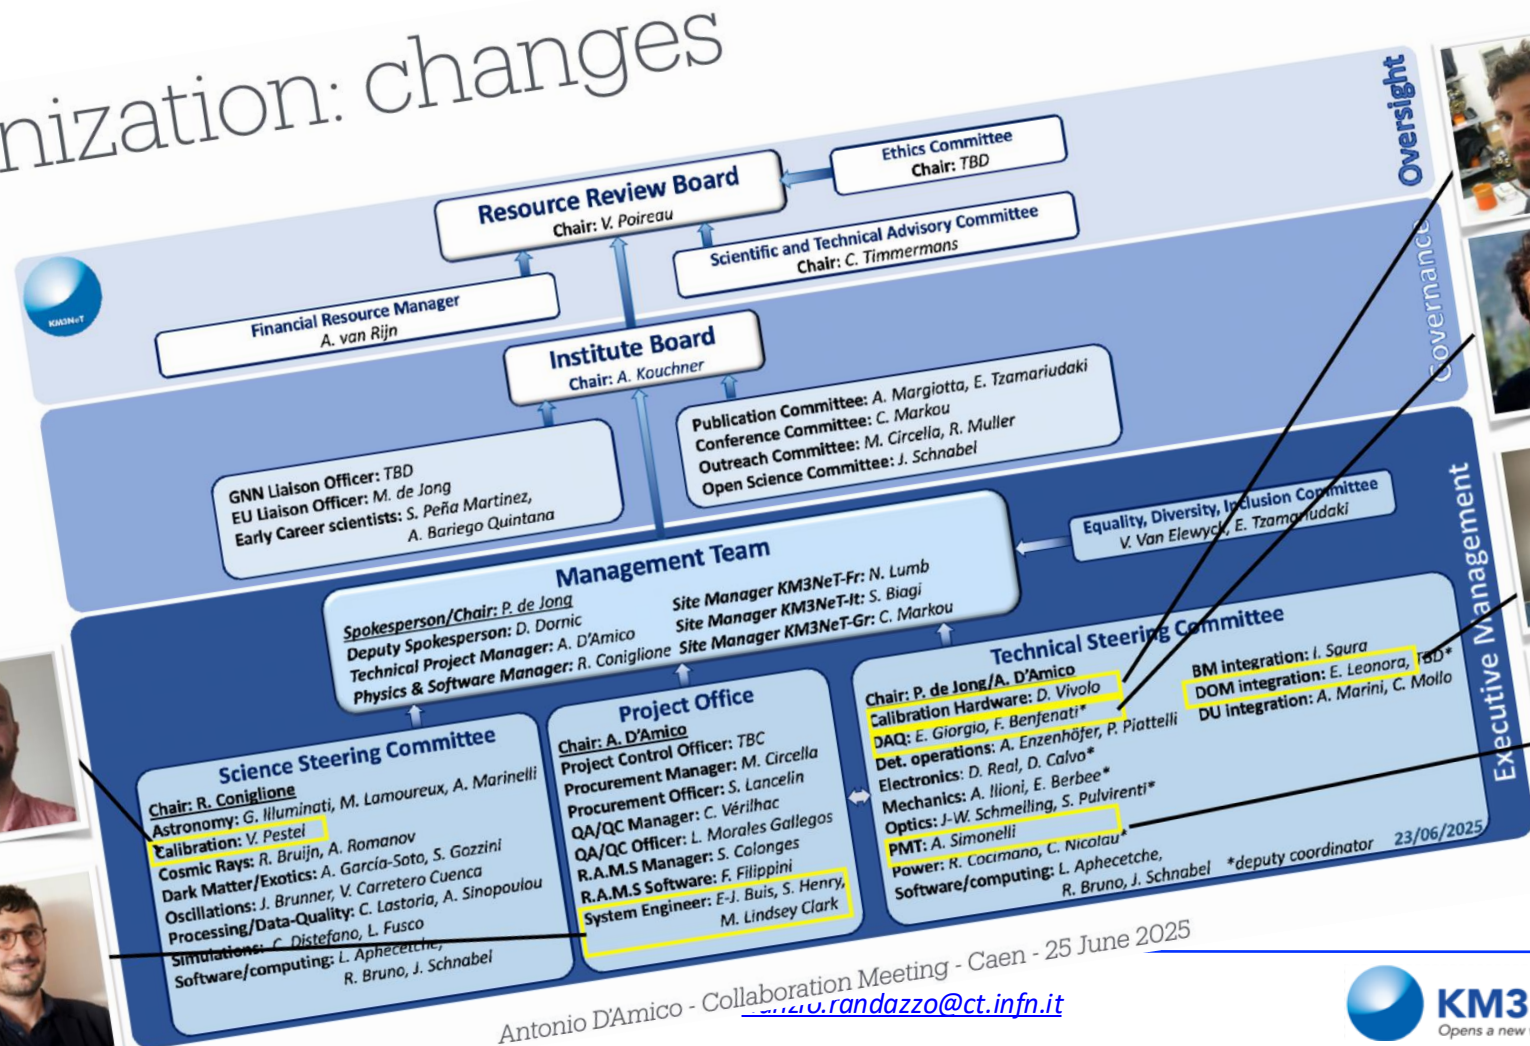 nization: changes
Oversight
Ethics Committee
Chair: TBD
Resource Review Board
Chair: V. Poireau
Scientific and Technical Advisory Committee
Chair: C. Timmermans
KM3NeT
Financial Resource Manager
A. van Rijn
Governance
Institute Board
Chair: A. Kouchner
Publication Committee: A. Margiotta, E. Tzamariudaki
Conference Committee: C. Markou
Outreach Committee: M. Circella, R. Muller
Open Science Committee: J. Schnabel
GNN Liaison Officer: TBD
EU Liaison Officer: M. de Jong
Early Career scientists: S. Peña Martinez,
A. Bariego Quintana
Executive Management
Equality, Diversity, Inclusion Committee
V. Van Elewyck, E. Tzamariudaki
Management Team
Spokesperson/Chair: P. de Jong
Deputy Spokesperson: D. Dornic
Technical Project Manager: A. D'Amico
Physics & Software Manager: R. Coniglione
Site Manager KM3NeT-Fr: N. Lumb
Site Manager KM3NeT-It: S. Biagi
Site Manager KM3NeT-Gr: C. Markou
Science Steering Committee
Chair: R. Coniglione
Astronomy: G. Illuminati, M. Lamoureux, A. Marinelli
Calibration: V. Pestel
Cosmic Rays: R. Bruijn, A. Romanov
Dark Matter/Exotics: A. García-Soto, S. Gozzini
Oscillations: J. Brunner, V. Carretero Cuenca
Processing/Data-Quality: C. Lastoria, A. Sinopoulou
Simulations: C. Distefano, L. Fusco
Software/computing: L. Aphecetche,
R. Bruno, J. Schnabel
Project Office
Chair: A. D'Amico
Project Control Officer: TBC
Procurement Manager: M. Circella
Procurement Officer: S. Lancelin
QA/QC Manager: C. Vérilhac
QA/QC Officer: L. Morales Gallegos
R.A.M.S Manager: S. Colonges
R.A.M.S Software: F. Filippini
System Engineer: E-J. Buis, S. Henry,
M. Lindsey Clark
Technical Steering Committee
Chair: P. de Jong/A. D'Amico
Calibration Hardware: D. Vivolo
DAQ: E. Giorgio, F. Benfenati*
Det. operations: A. Enzenhöfer, P. Piattelli
Electronics: D. Real, D. Calvo*
Mechanics: A. Ilioni, E. Berbee*
Optics: J-W. Schmelling, S. Pulvirenti*
PMT: A. Simonelli
Power: R. Cocimano, C. Nicolau*
Software/computing: L. Aphecetche,
R. Bruno, J. Schnabel
BM integration: I. Sgura
DOM integration: E. Leonora, TBD*
DU integration: A. Marini, C. Mollo
*deputy coordinator
23/06/2025
Antonio D'Amico - Collaboration Meeting - Caen - 25 June 2025
.randazzo@ct.infn.it
KM3
Opens a new